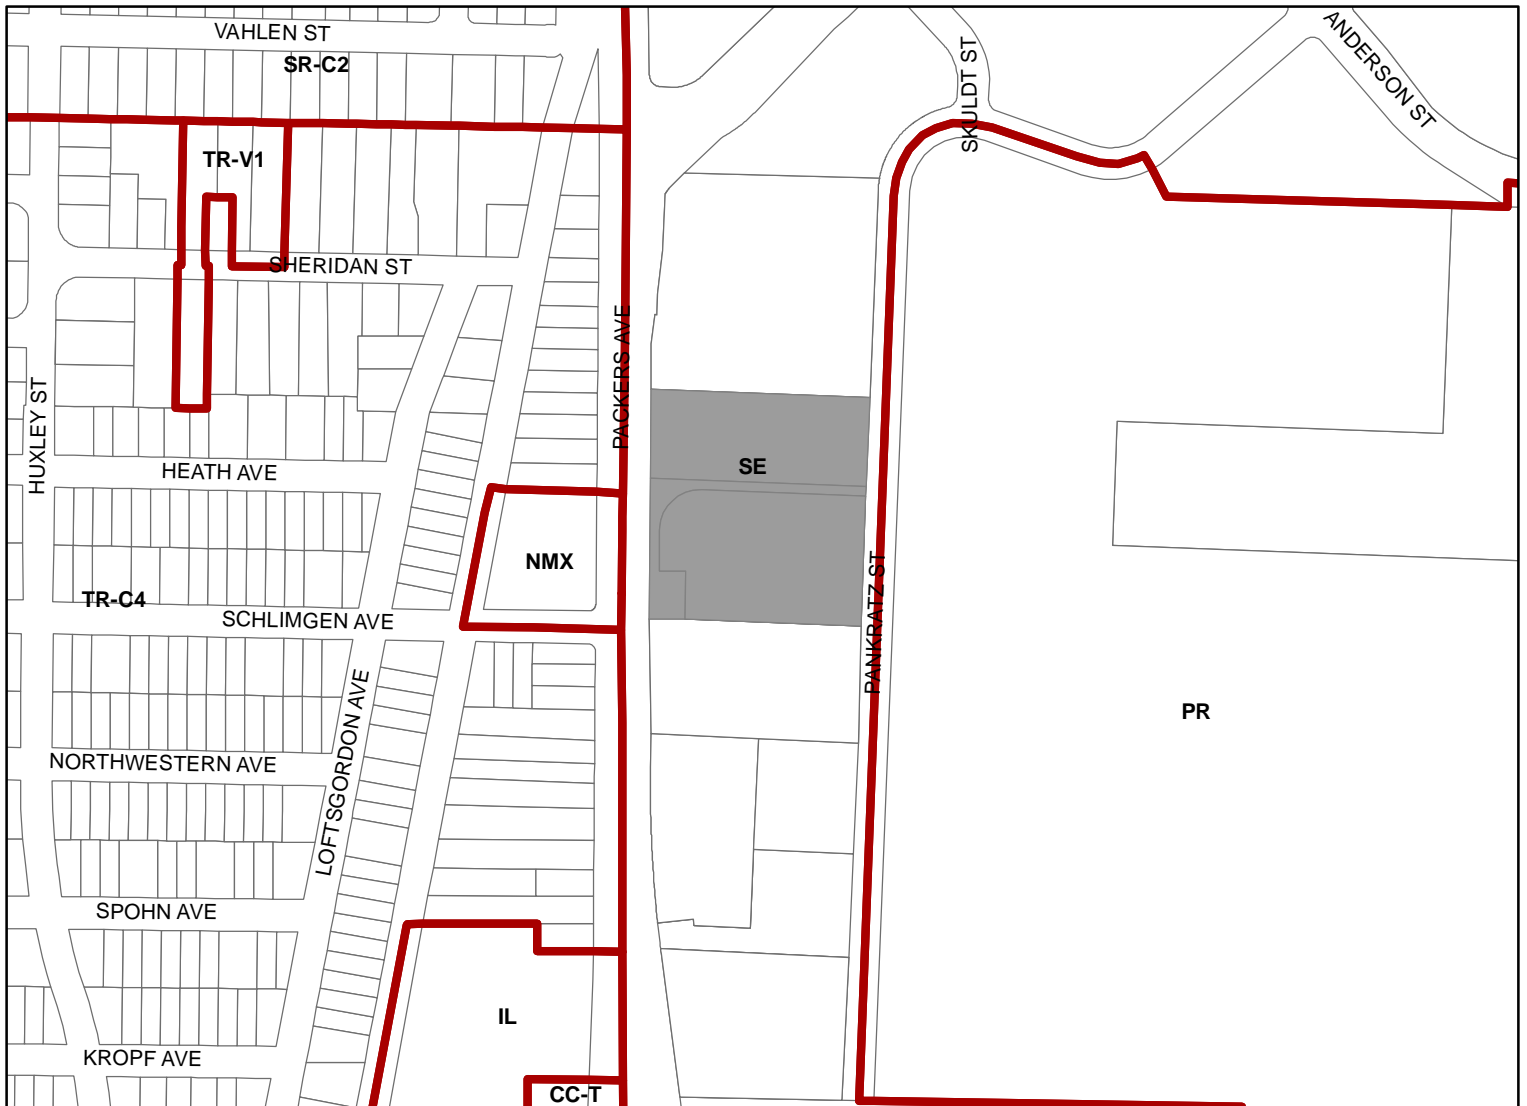 VAHLEN ST
SR-C2
SKULDT ST
ANDERSON ST
TR-V1
SHERIDAN ST
PACKERS AVE
HUXLEY ST
HEATH AVE
SE
NMX
TR-C4
SCHLIMGEN AVE
PANKRATZ ST
LOFTSGORDON AVE
PR
NORTHWESTERN AVE
SPOHN AVE
IL
KROPF AVE
CC-T